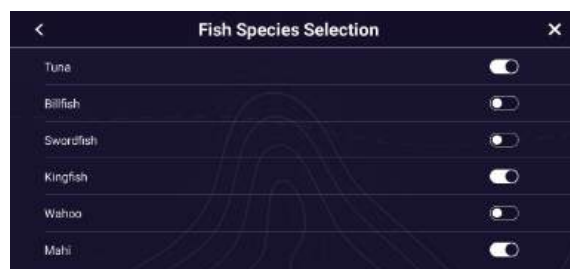 Fish Species Selection
Tuna
Billfish
Swordfish
Kingfish
Wahoo
Mahi